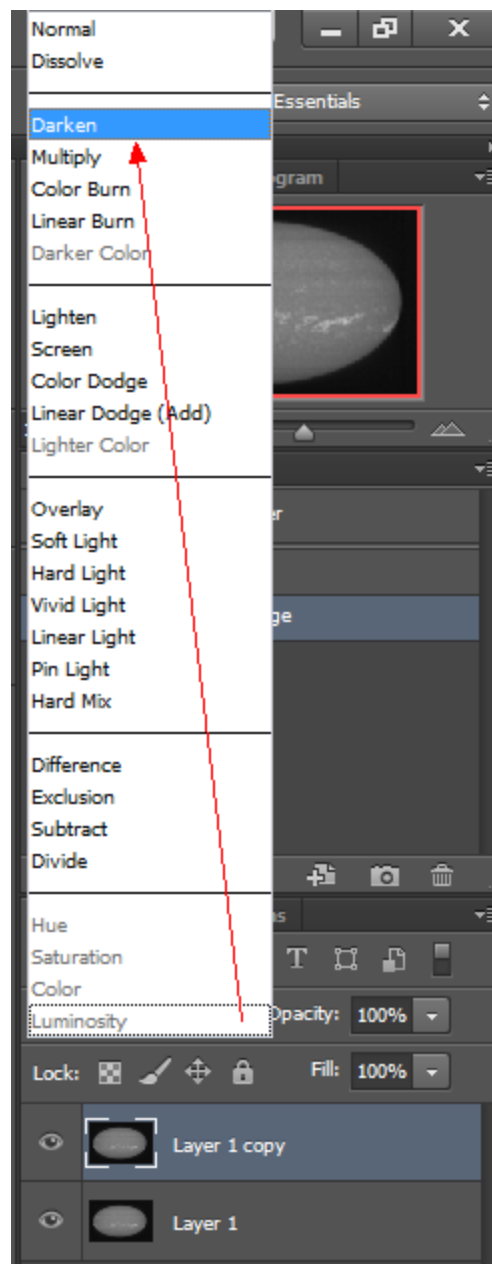 Normal
Dissolve
Essentials
Darken
Multiply
Color Burn
Linear Burn
Darker Color
Lighten
Screen
Color Dodge
Linear Dodge (Add)
Lighter Color
Overlay
Soft Light
Hard Light
Vivid Light
Linear Light
Pin Light
Hard Mix
Difference
Exclusion
Subtract
Divide
Hue
Saturation
Color
Luminosity
Opacity: 100%
Lock: Fill: 100%
Layer 1 copy
Layer 1